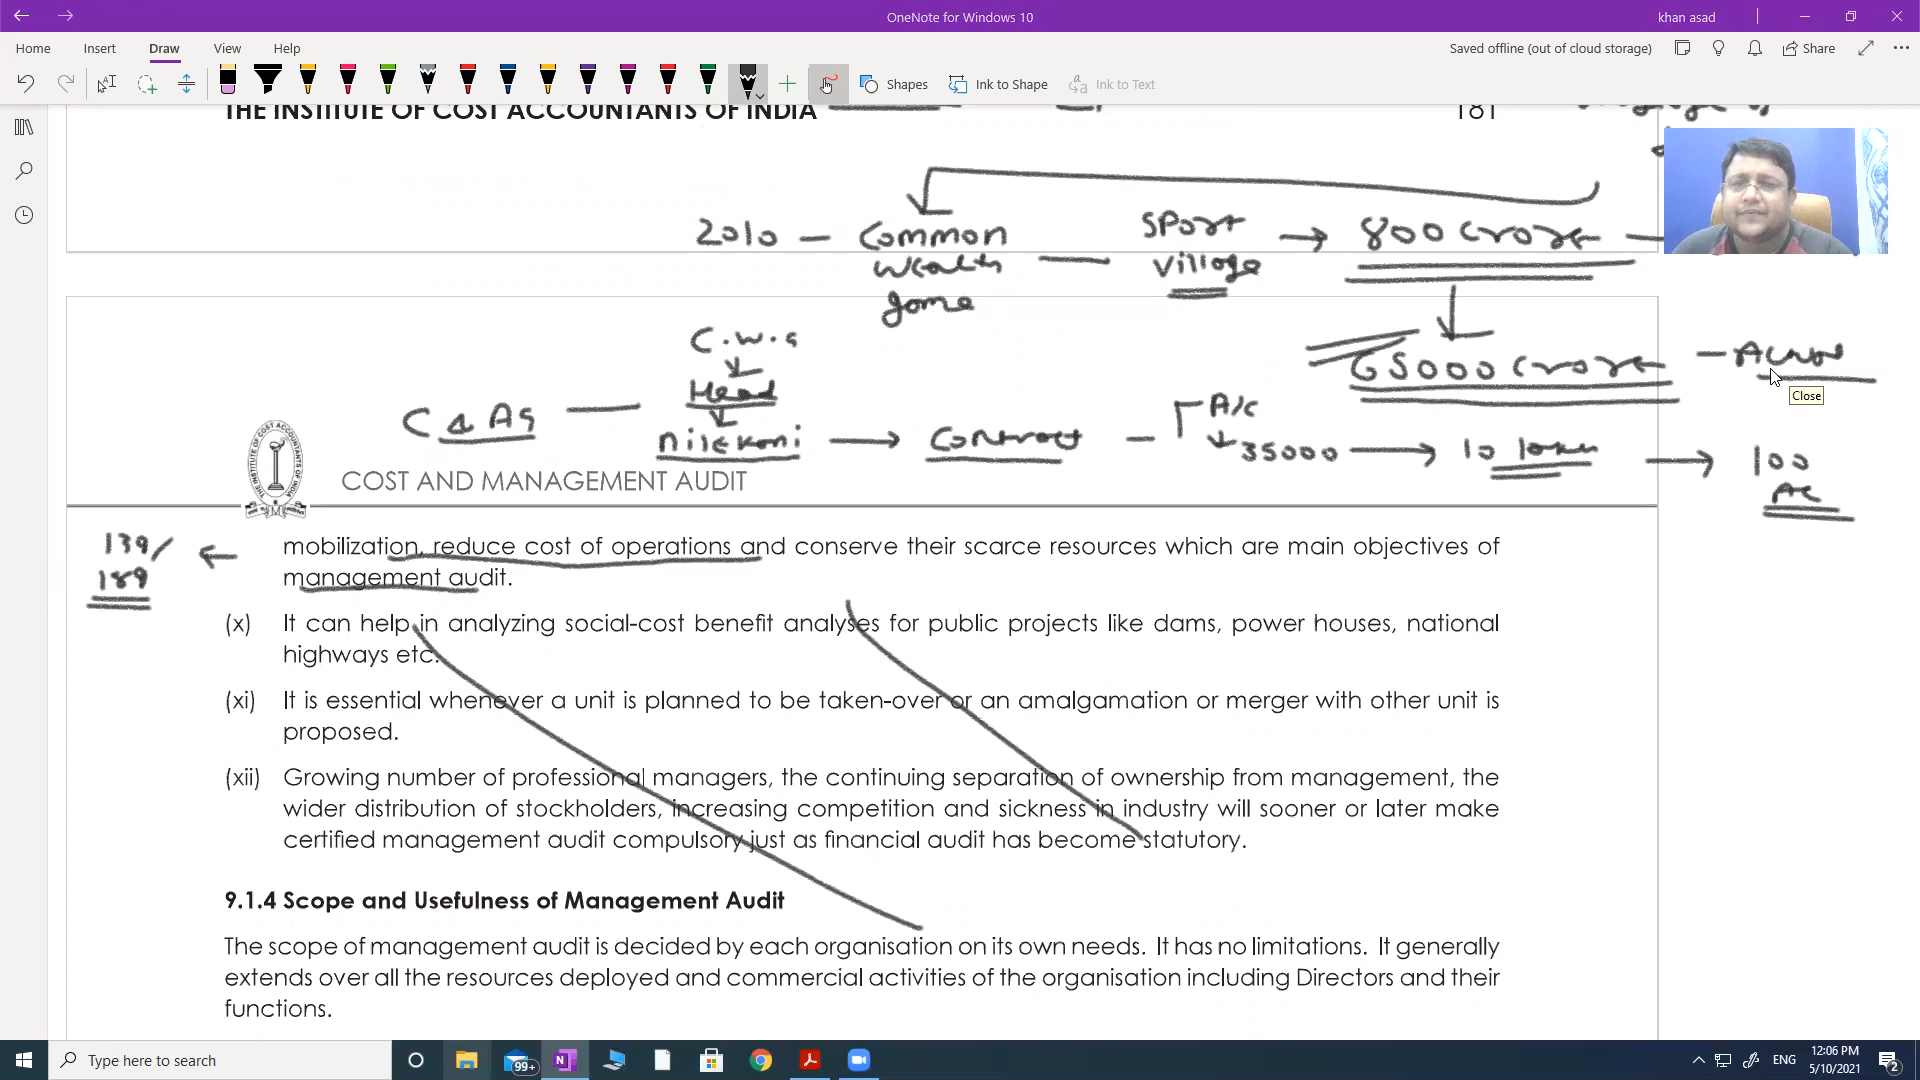 OneNote for Windows 10
khan asad
Home Insert Draw View Help
Saved offline (out of cloud storage)
Share
Shapes
Ink to Shape
Ink to Text
THE INSTITUTE OF COST ACCOUNTANTS OF INDIA
181
2010 — Common
wealth
game
Sport
village
800 crore
65000 crore
C.W.G
Head
C & AG
nilekani
Contract
A/c
35000
100
AC
Close
COST AND MANAGEMENT AUDIT
139/
189
mobilization, reduce cost of operations and conserve their scarce resources which are main objectives of
management audit.
(x) It can help in analyzing social-cost benefit analyses for public projects like dams, power houses, national
highways etc.
(xi) It is essential whenever a unit is planned to be taken-over or an amalgamation or merger with other unit is
proposed.
(xii) Growing number of professional managers, the continuing separation of ownership from management, the
wider distribution of stockholders, increasing competition and sickness in industry will sooner or later make
certified management audit compulsory just as financial audit has become statutory.
9.1.4 Scope and Usefulness of Management Audit
The scope of management audit is decided by each organisation on its own needs. It has no limitations. It generally
extends over all the resources deployed and commercial activities of the organisation including Directors and their
functions.
Type here to search
99+
ENG
12:06 PM
5/10/2021
2